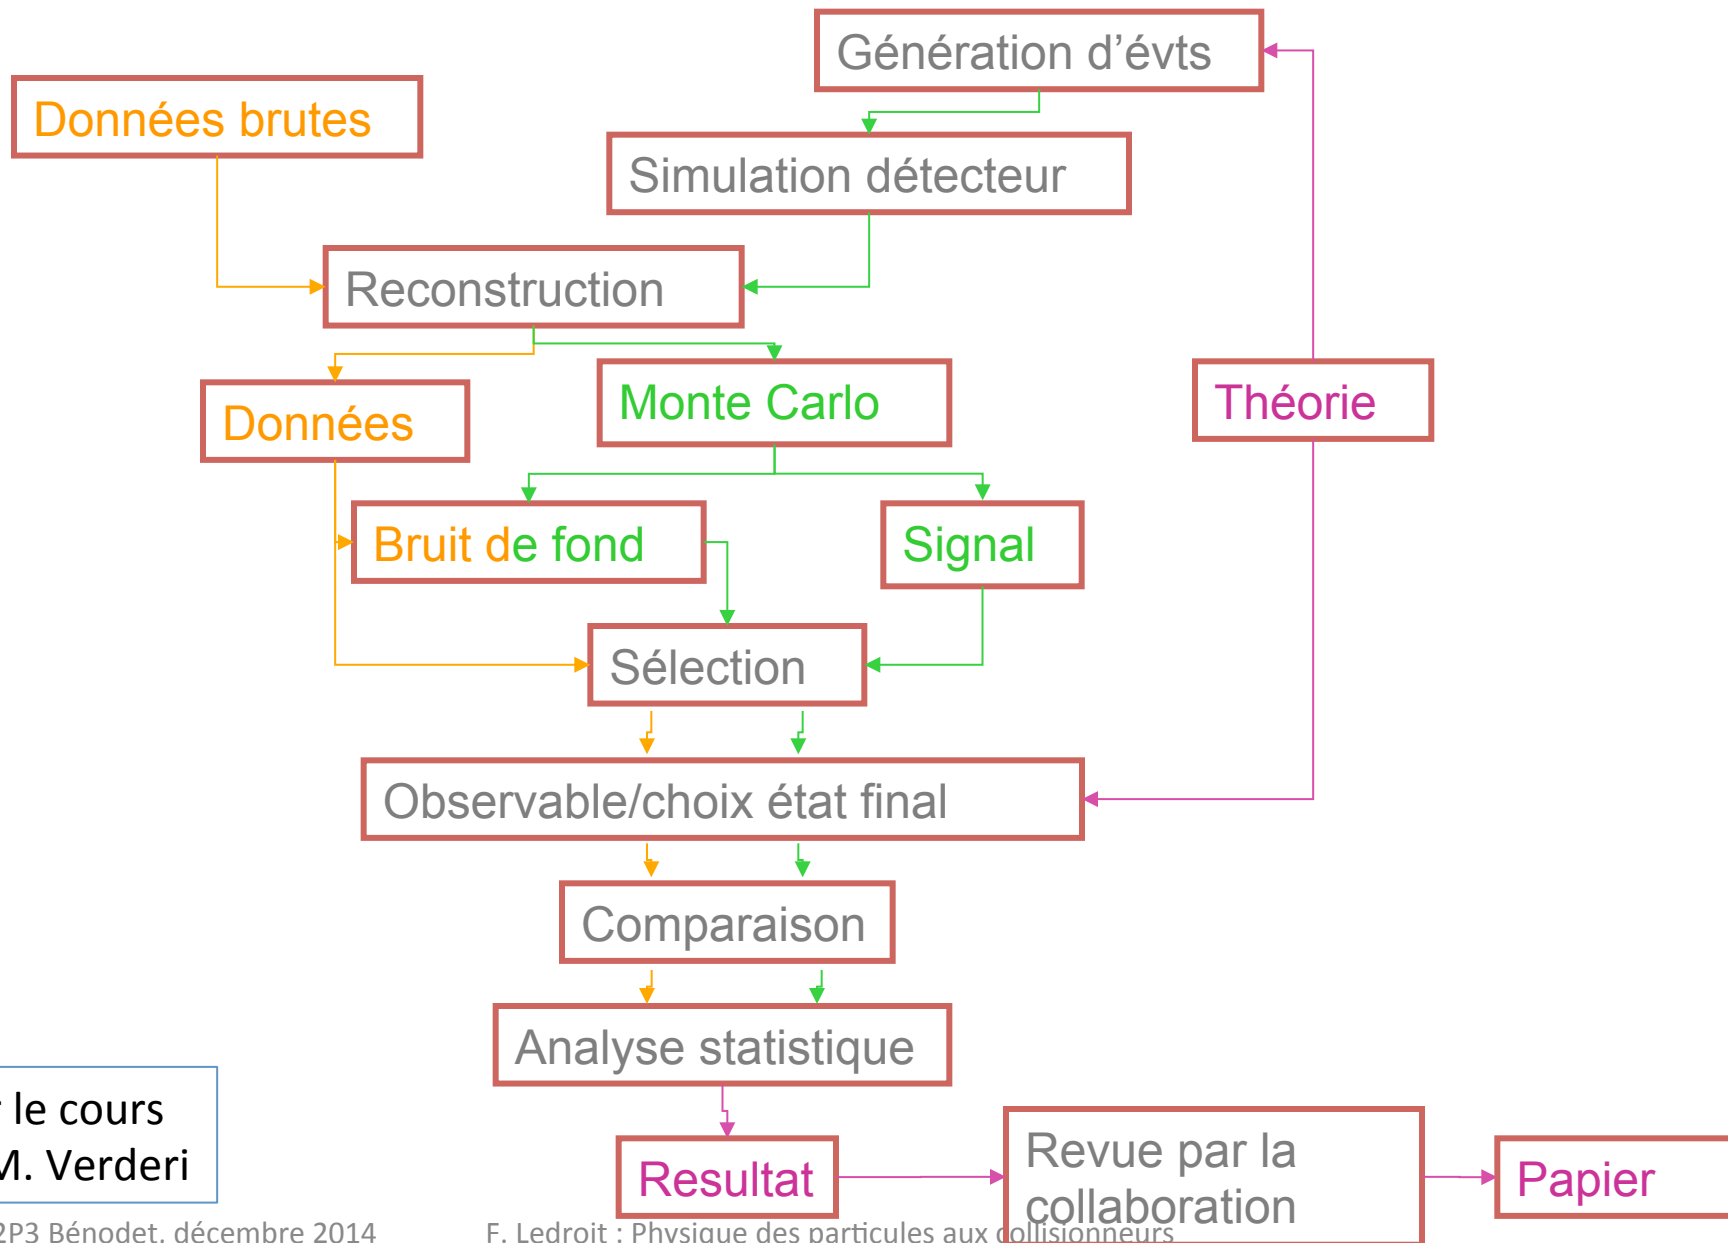 Génération d'évts
Données brutes
Simulation détecteur
Reconstruction
Données
Monte Carlo
Théorie
Bruit de fond
Signal
Sélection
Observable/choix état final
Comparaison
Analyse statistique
le cours
M. Verderi
Resultat
Revue par la
collaboration
Papier
2P3 Bénodet, décembre 2014
F. Ledroit : Physique des particules aux collisionneurs